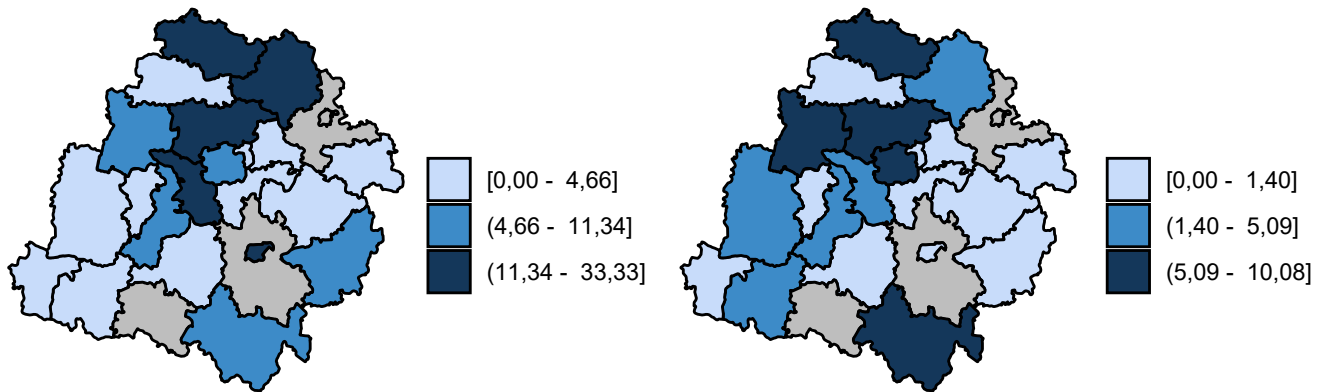 [0,00 - 4,66]
(4,66 - 11,34]
(11,34 - 33,33]
[0,00 - 1,40]
(1,40 - 5,09]
(5,09 - 10,08]